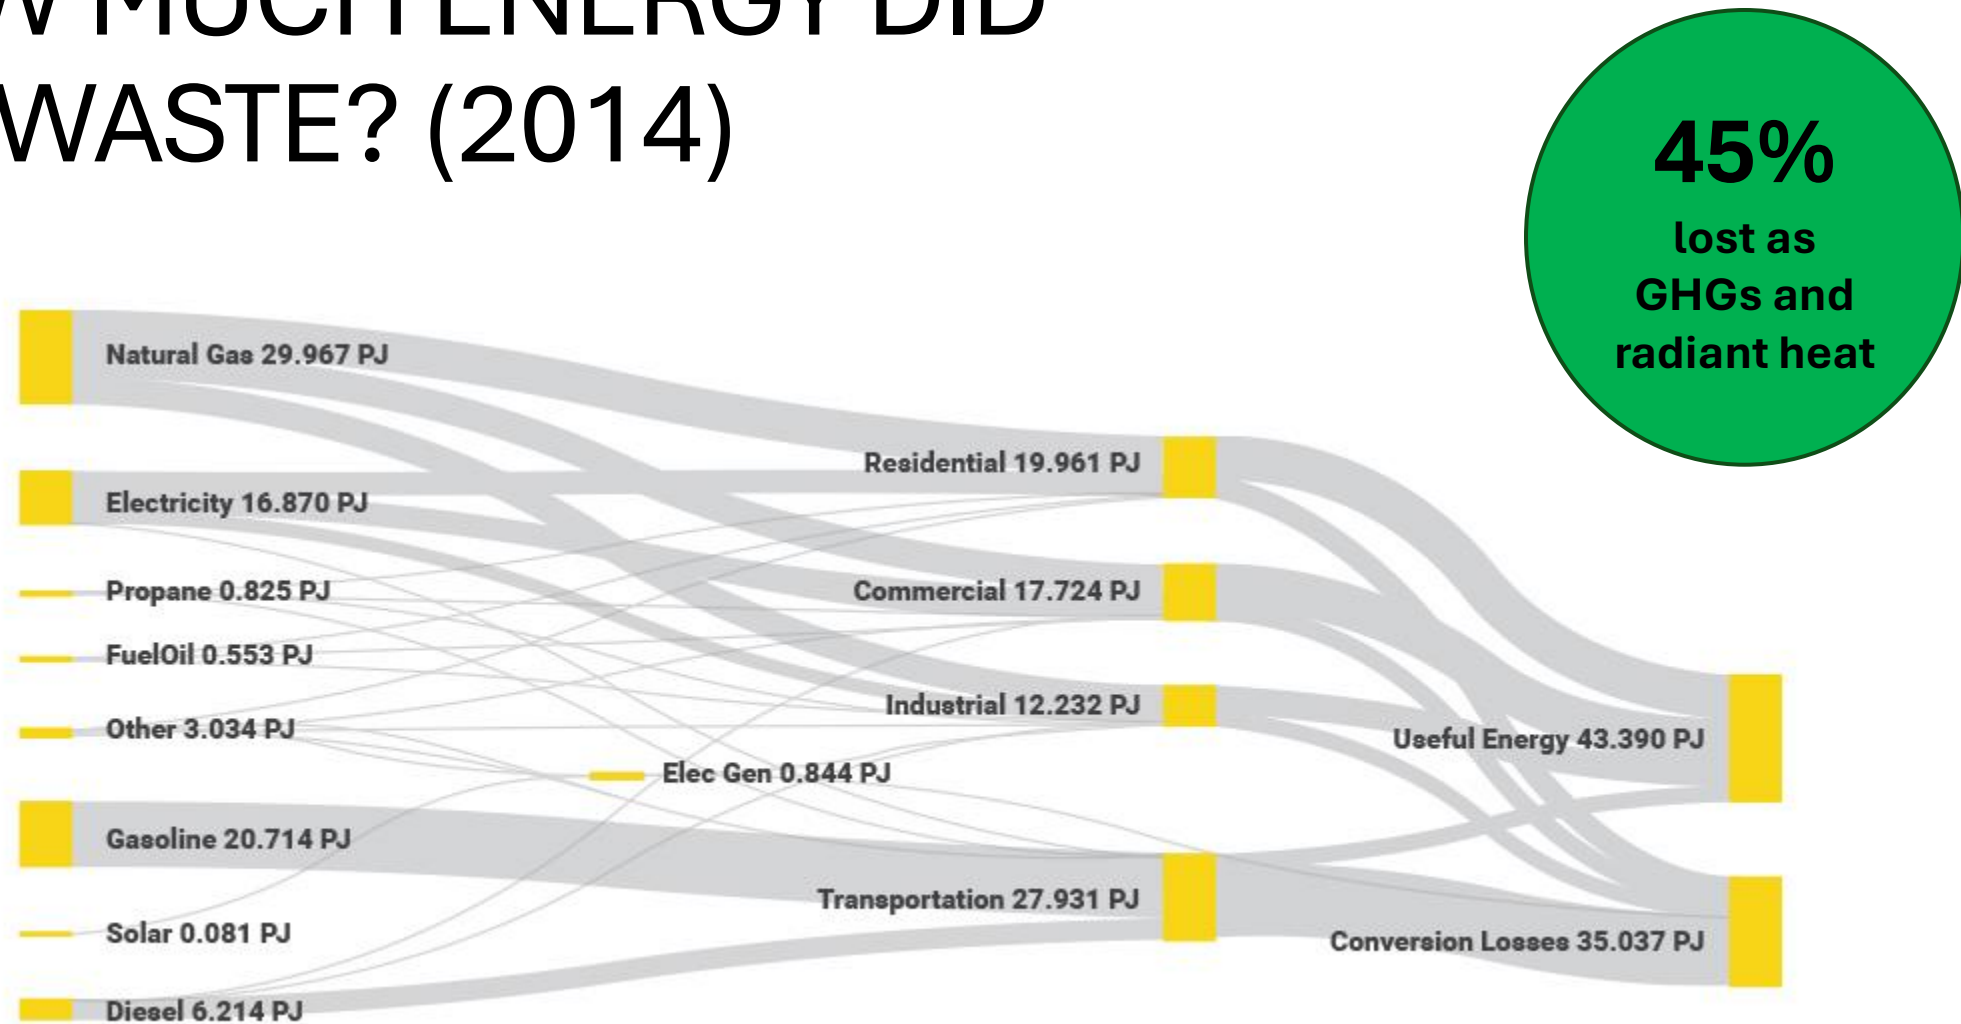 W MUCH ENERGY DID
WASTE? (2014)
45%
lost as
GHGs and
radiant heat
Natural Gas 29.967 PJ
Electricity 16.870 PJ
Propane 0.825 PJ
FuelOil 0.553 PJ
Other 3.034 PJ
Gasoline 20.714 PJ
Solar 0.081 PJ
Diesel 6.214 PJ
Elec Gen 0.844 PJ
Residential 19.961 PJ
Commercial 17.724 PJ
Industrial 12.232 PJ
Transportation 27.931 PJ
Useful Energy 43.390 PJ
Conversion Losses 35.037 PJ